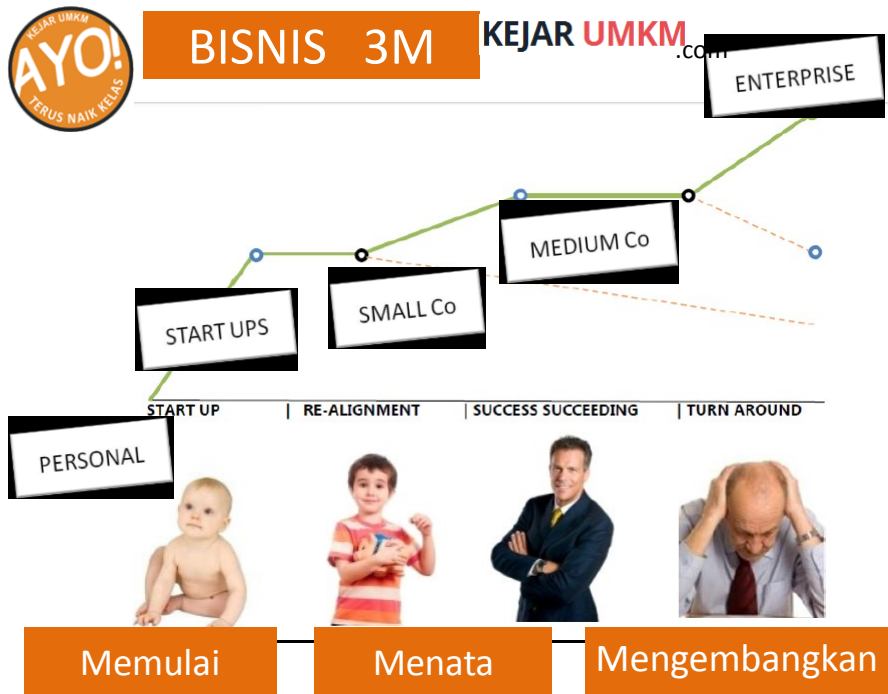 KEJAR UMKM
AYO!
TERUS NAIK KELAS
BISNIS 3M
KEJAR UMKM
.com
ENTERPRISE
MEDIUM Co
SMALL Co
START UPS
START UP | RE-ALIGNMENT | SUCCESS SUCCEEDING | TURN AROUND
PERSONAL
Memulai
Menata
Mengembangkan